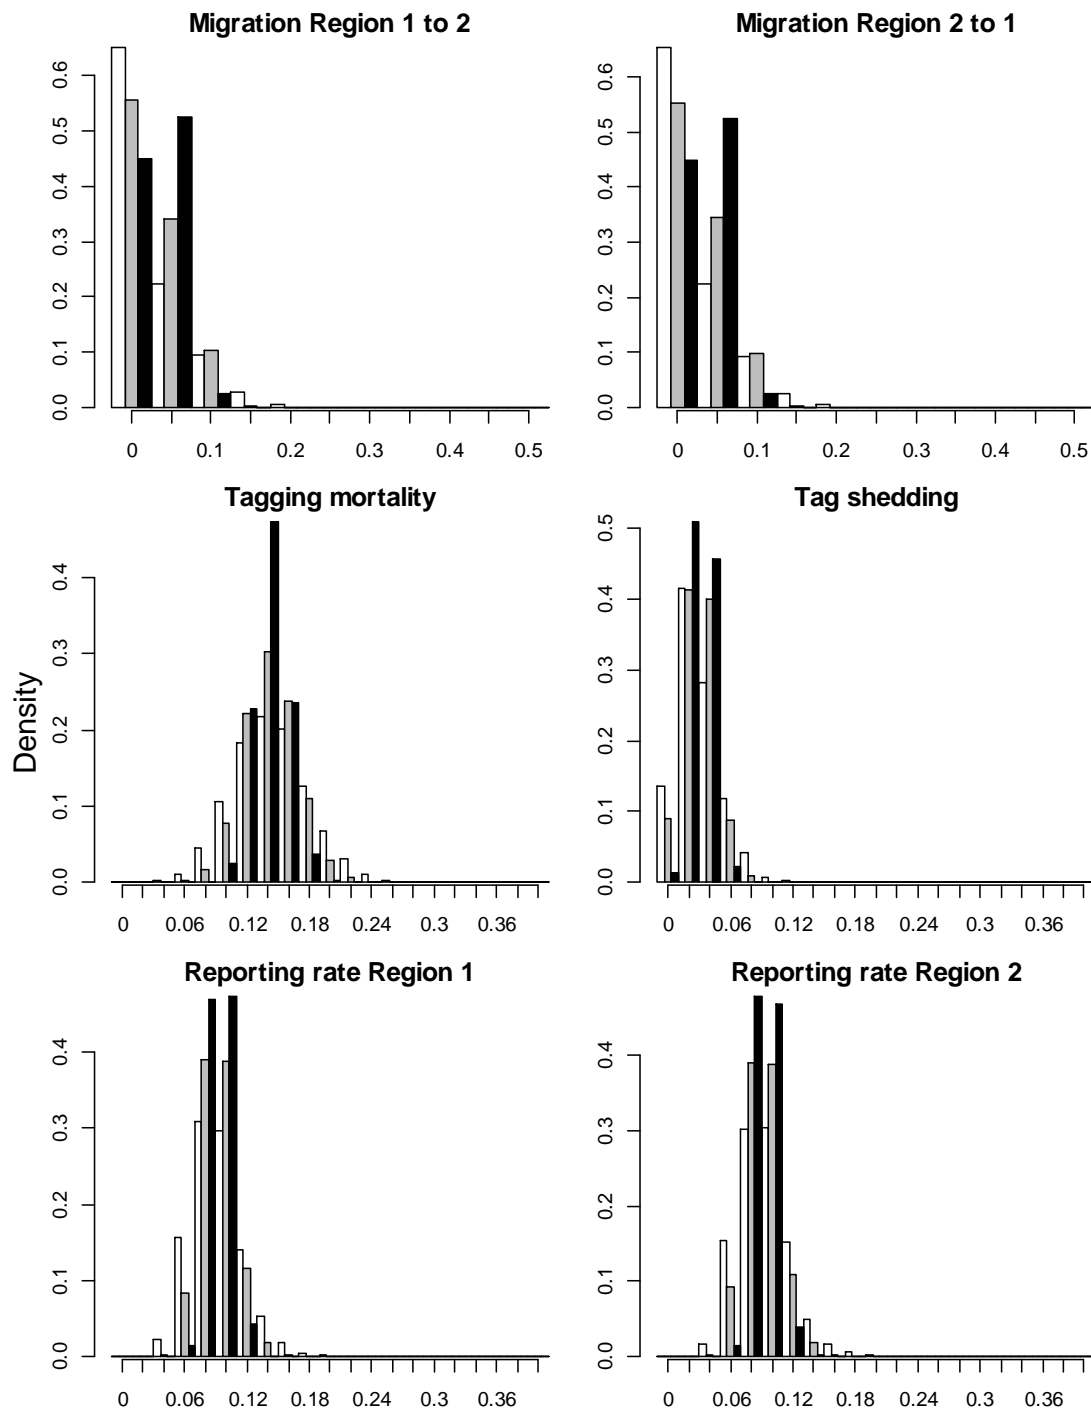 Migration Region 1 to 2
Migration Region 2 to 1
0.0 0.1 0.2 0.3 0.4 0.5 0.6
0.0 0.1 0.2 0.3 0.4 0.5 0.6
0 0.1 0.2 0.3 0.4 0.5
0 0.1 0.2 0.3 0.4 0.5
Tagging mortality
Tag shedding
Density
0.0 0.1 0.2 0.3 0.4
0.0 0.1 0.2 0.3 0.4 0.5
0 0.06 0.12 0.18 0.24 0.3 0.36
0 0.06 0.12 0.18 0.24 0.3 0.36
Reporting rate Region 1
Reporting rate Region 2
0.0 0.1 0.2 0.3 0.4
0.0 0.1 0.2 0.3 0.4
0 0.06 0.12 0.18 0.24 0.3 0.36
0 0.06 0.12 0.18 0.24 0.3 0.36